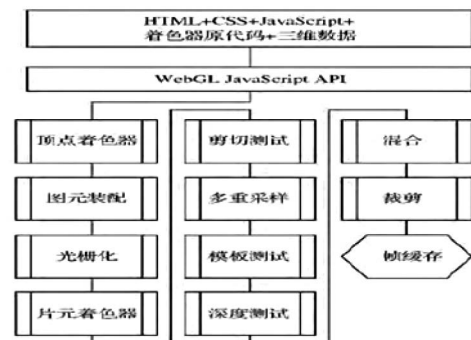 HTML+CSS+JavaScript+
着色器原代码+三维数据
WebGL JavaScript API
顶点着色器
图元装配
光栅化
片元着色器
剪切测试
多重采样
模板测试
深度测试
混合
裁剪
帧缓存